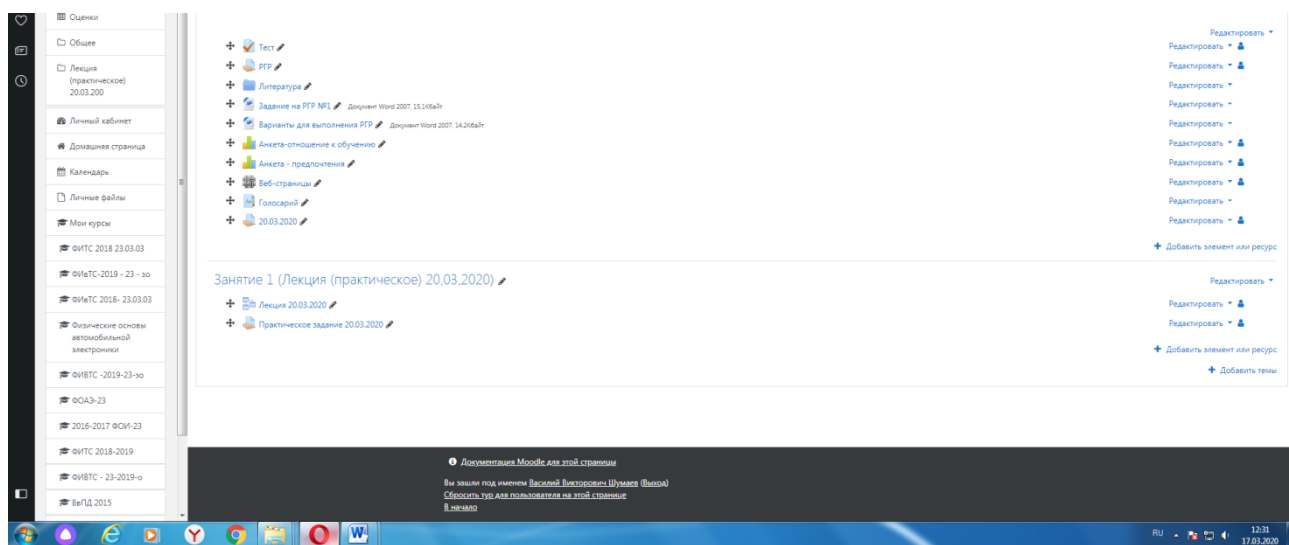 Оценки
Общее
Лекция
(практическое)
20.03.200
Личный кабинет
Домашняя страница
Календарь
Личные файлы
Мои курсы
ФИТС 2018 23.03.03
ФИвТС-2019 - 23 - зо
ФИвТС 2018- 23.03.03
Физические основы
автомобильной
электроники
ФИВТС -2019-23-зо
ФОАЭ-23
2016-2017 ФОИ-23
ФИТС 2018-2019
ФИВТС - 23-2019-о
ВвПД 2015
Редактировать
Тест Редактировать
РГР Редактировать
Литература Редактировать
Задание на РГР №1 Документ Word 2007, 15.1Кбайт Редактировать
Варианты для выполнения РГР Документ Word 2007, 14.2Кбайт Редактировать
Анкета-отношение к обучению Редактировать
Анкета - предпочтения Редактировать
Веб-страницы Редактировать
Голосарий Редактировать
20.03.2020 Редактировать
Добавить элемент или ресурс
Занятие 1 (Лекция (практическое) 20.03.2020) Редактировать
Лекция 20.03.2020 Редактировать
Практическое задание 20.03.2020 Редактировать
Добавить элемент или ресурс
Добавить темы
Документация Moodle для этой страницы
Вы зашли под именем Василий Викторович Шумаев (Выход)
Сбросить тур для пользователя на этой странице
В начало
RU 12:31
17.03.2020